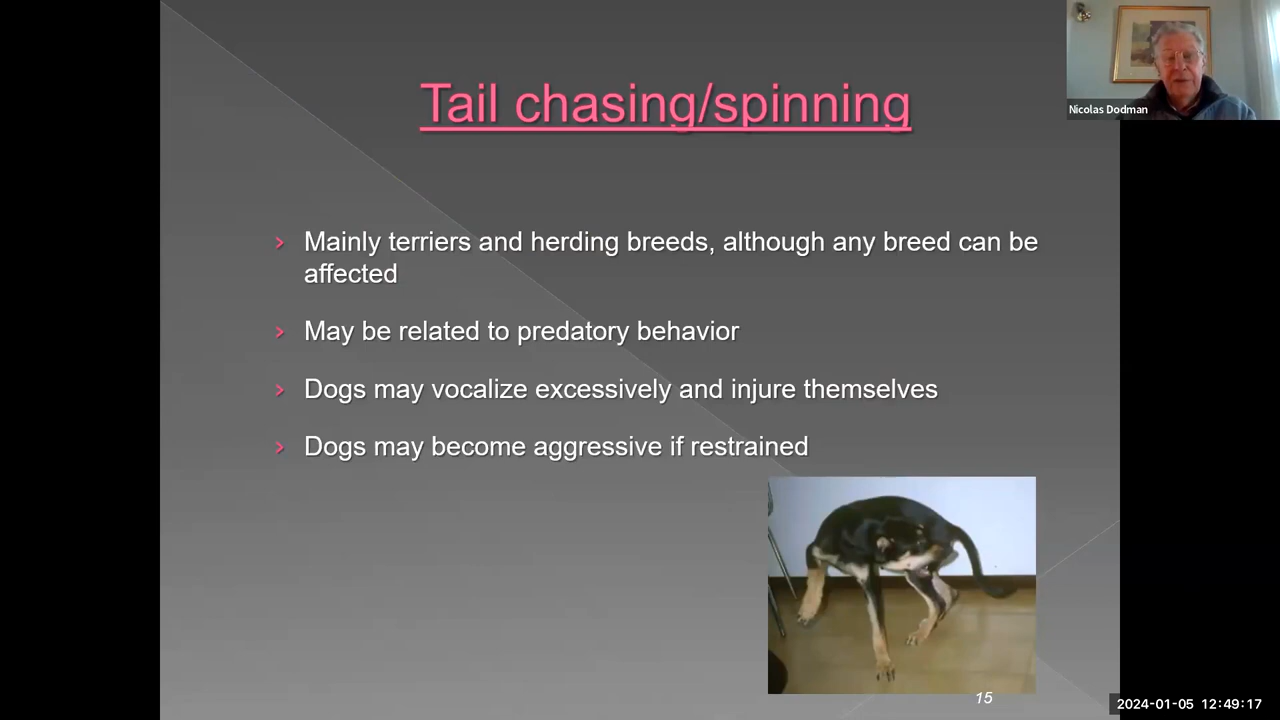 Tail chasing/spinning
Nicolas Dodman
› Mainly terriers and herding breeds, although any breed can be
affected
› May be related to predatory behavior
› Dogs may vocalize excessively and injure themselves
› Dogs may become aggressive if restrained
15
2024-01-05 12:49:17